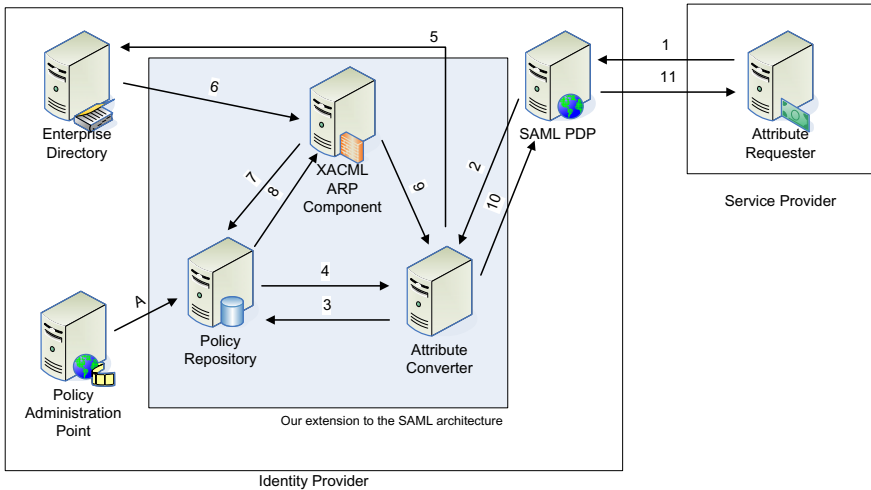 5
1
11
6
Enterprise
Directory
SAML PDP
Attribute
Requester
XACML
ARP
Component
7
8
9
2
10
Service Provider
A
4
3
Policy
Repository
Attribute
Converter
Policy
Administration
Point
Our extension to the SAML architecture
Identity Provider